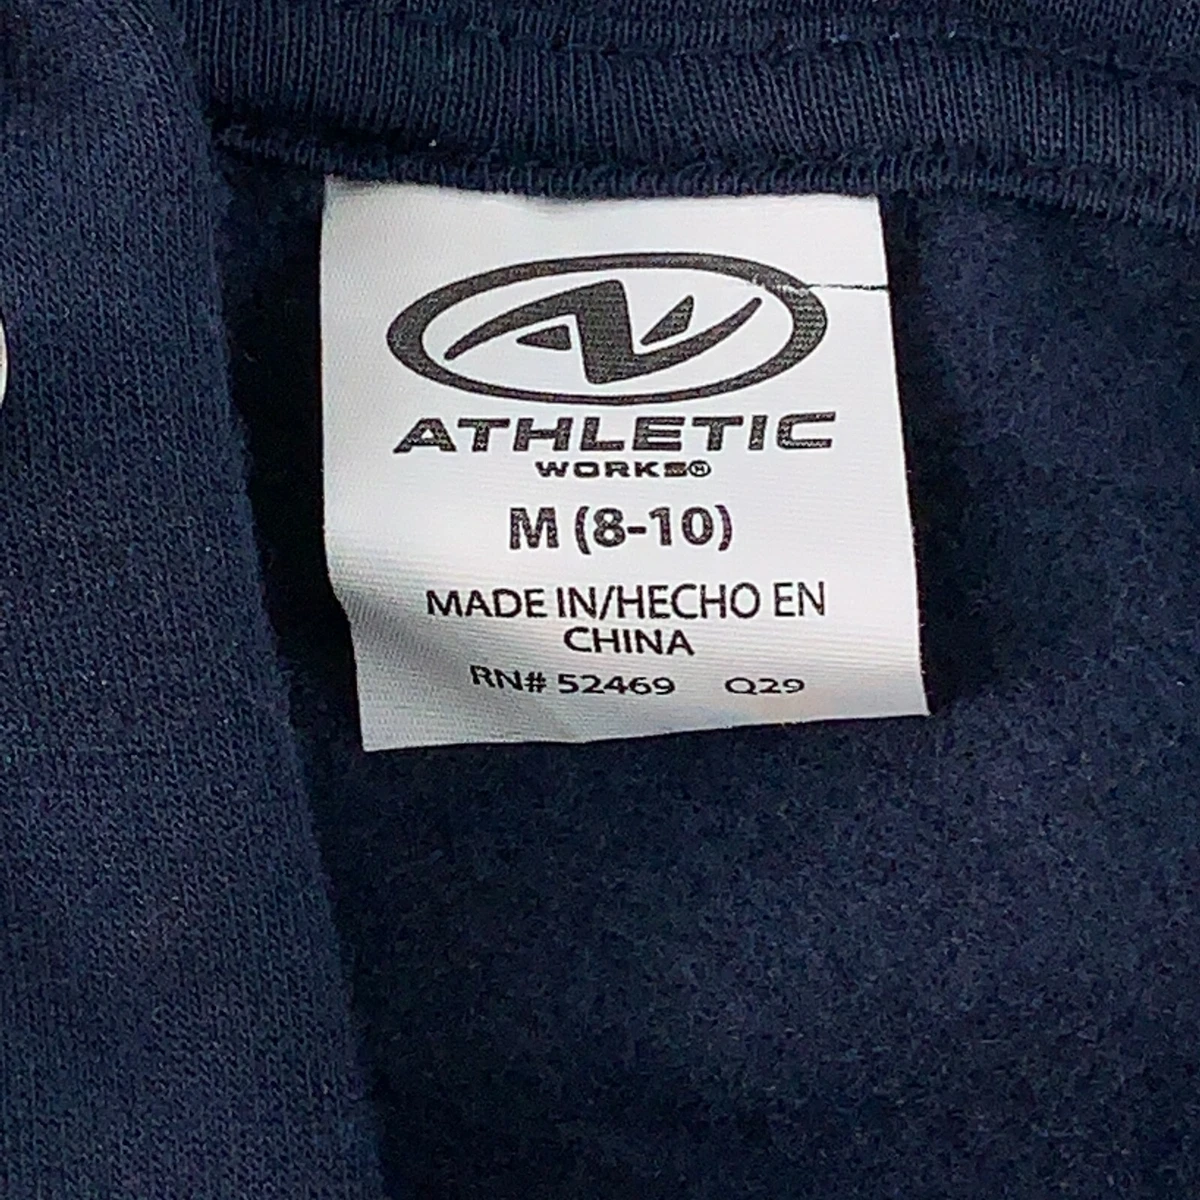 ATHLETIC
WORKS®
M (8-10)
MADE IN/HECHO EN
CHINA
RN# 52469 Q29